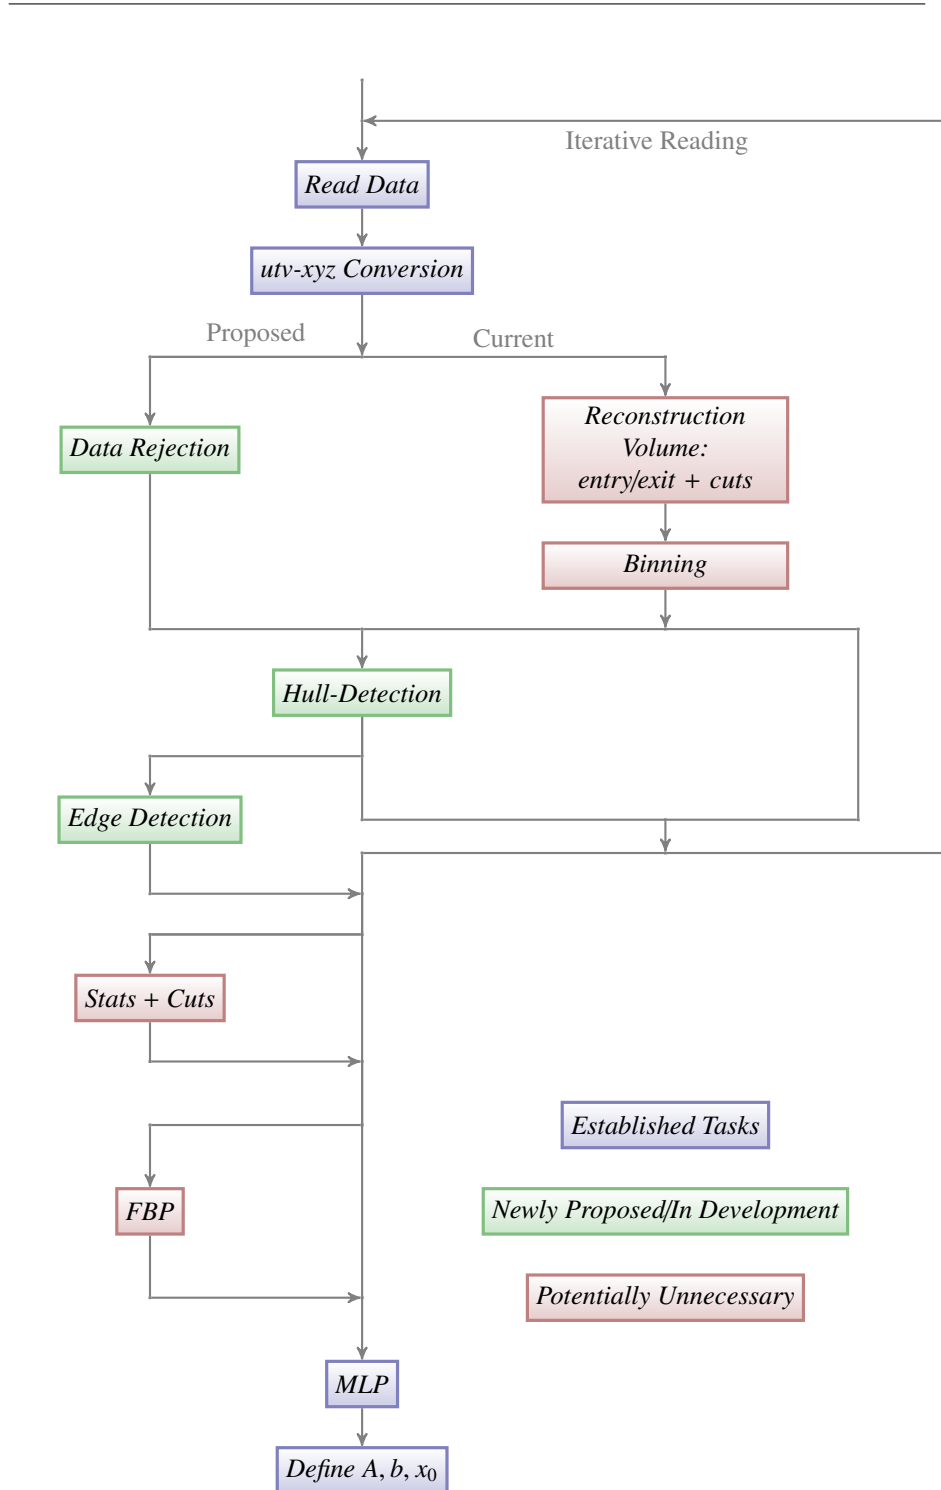 Iterative Reading
Read Data
utv-xyz Conversion
Proposed
Current
Data Rejection
Reconstruction
Volume:
entry/exit + cuts
Binning
Hull-Detection
Edge Detection
Stats + Cuts
Established Tasks
FBP
Newly Proposed/In Development
Potentially Unnecessary
MLP
Define A, b, x₀